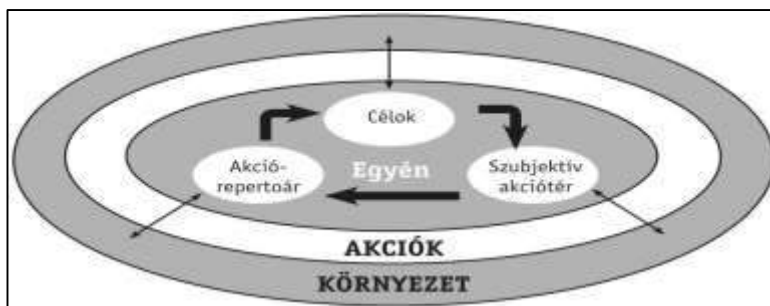 Célok
Akció-
repertoár
Egyén
Szubjektív
akciótér
AKCIÓK
KÖRNYEZET